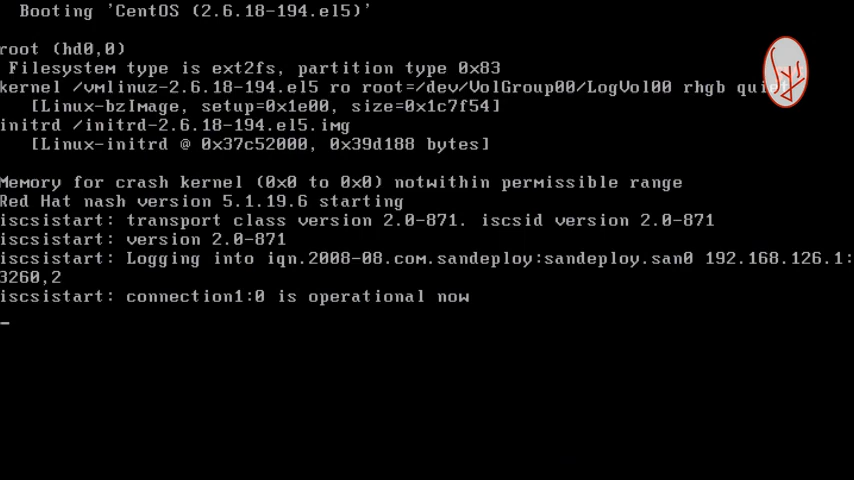 Booting 'CentOS (2.6.18-194.el5)'
root (hd0,0)
Filesystem type is ext2fs, partition type 0x83
kernel /vmlinuz-2.6.18-194.el5 ro root=/dev/VolGroup00/LogVol00 rhgb quiet
[Linux-bzImage, setup=0x1e00, size=0x1c7f54]
initrd /initrd-2.6.18-194.el5.img
[Linux-initrd @ 0x37c52000, 0x39d188 bytes]
Memory for crash kernel (0x0 to 0x0) notwithin permissible range
Red Hat nash version 5.1.19.6 starting
iscsistart: transport class version 2.0-871. iscsid version 2.0-871
iscsistart: version 2.0-871
iscsistart: Logging into iqn.2008-08.com.sandeploy:sandeploy.san0 192.168.126.1:
3260,2
iscsistart: connection1:0 is operational now
_